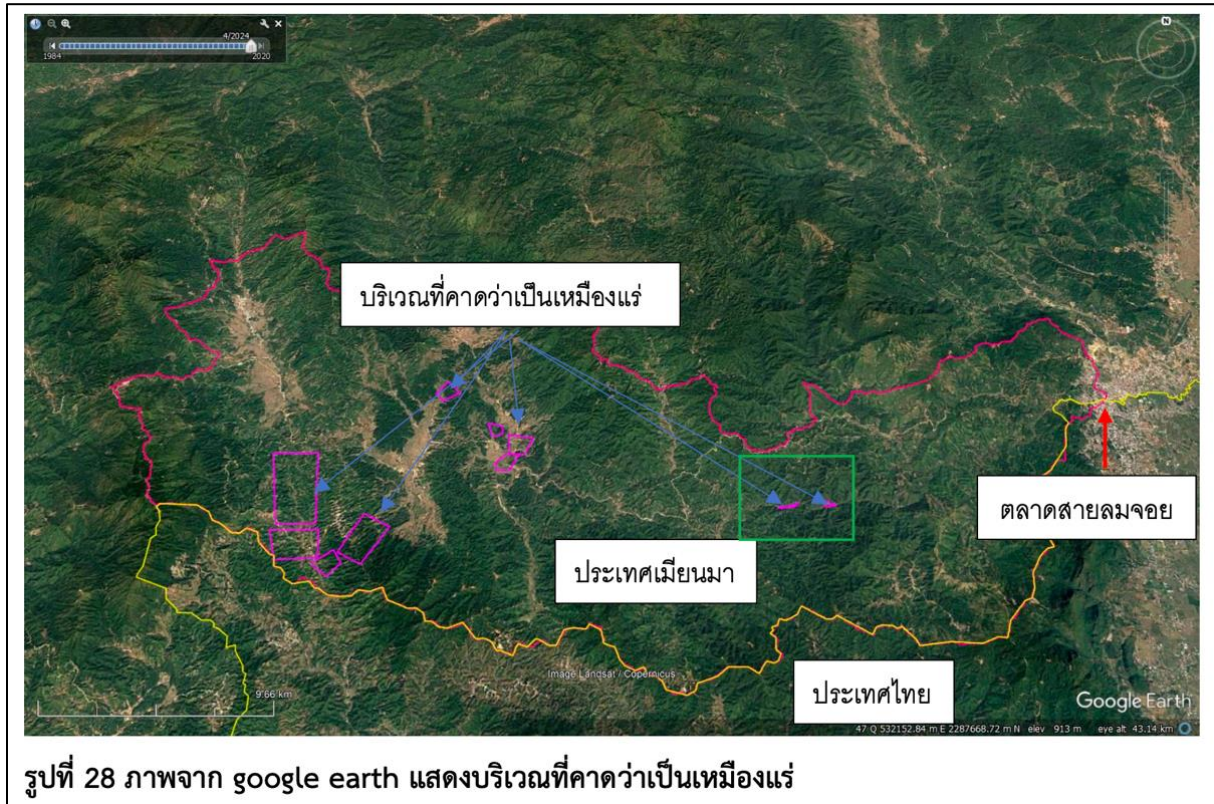 4/2024
1984
2020
N
บริเวณที่คาดว่าเป็นเหมืองแร่
ตลาดสายลมจอย
ประเทศเมียนมา
ประเทศไทย
Image Landsat / Copernicus
9.66 km
Google Earth
47 Q 532152.84 m E 2287668.72 m N elev 913 m eye alt 43.14 km
รูปที่ 28 ภาพจาก google earth แสดงบริเวณที่คาดว่าเป็นเหมืองแร่